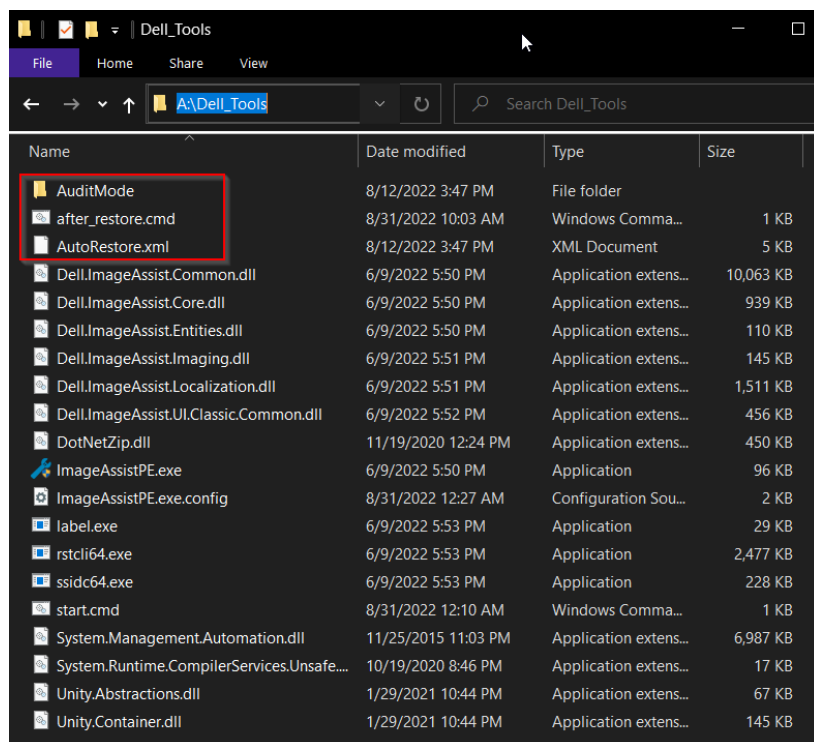 Dell_Tools
File Home Share View
A:\Dell_Tools Search Dell_Tools
Name Date modified Type Size
AuditMode 8/12/2022 3:47 PM File folder
after_restore.cmd 8/31/2022 10:03 AM Windows Comma... 1 KB
AutoRestore.xml 8/12/2022 3:47 PM XML Document 5 KB
Dell.ImageAssist.Common.dll 6/9/2022 5:50 PM Application extens... 10,063 KB
Dell.ImageAssist.Core.dll 6/9/2022 5:50 PM Application extens... 939 KB
Dell.ImageAssist.Entities.dll 6/9/2022 5:50 PM Application extens... 110 KB
Dell.ImageAssist.Imaging.dll 6/9/2022 5:51 PM Application extens... 145 KB
Dell.ImageAssist.Localization.dll 6/9/2022 5:51 PM Application extens... 1,511 KB
Dell.ImageAssist.UI.Classic.Common.dll 6/9/2022 5:52 PM Application extens... 456 KB
DotNetZip.dll 11/19/2020 12:24 PM Application extens... 450 KB
ImageAssistPE.exe 6/9/2022 5:50 PM Application 96 KB
ImageAssistPE.exe.config 8/31/2022 12:27 AM Configuration Sou... 2 KB
label.exe 6/9/2022 5:53 PM Application 29 KB
rstcli64.exe 6/9/2022 5:53 PM Application 2,477 KB
ssidc64.exe 6/9/2022 5:53 PM Application 228 KB
start.cmd 8/31/2022 12:10 AM Windows Comma... 1 KB
System.Management.Automation.dll 11/25/2015 11:03 PM Application extens... 6,987 KB
System.Runtime.CompilerServices.Unsafe.... 10/19/2020 8:46 PM Application extens... 17 KB
Unity.Abstractions.dll 1/29/2021 10:44 PM Application extens... 67 KB
Unity.Container.dll 1/29/2021 10:44 PM Application extens... 145 KB